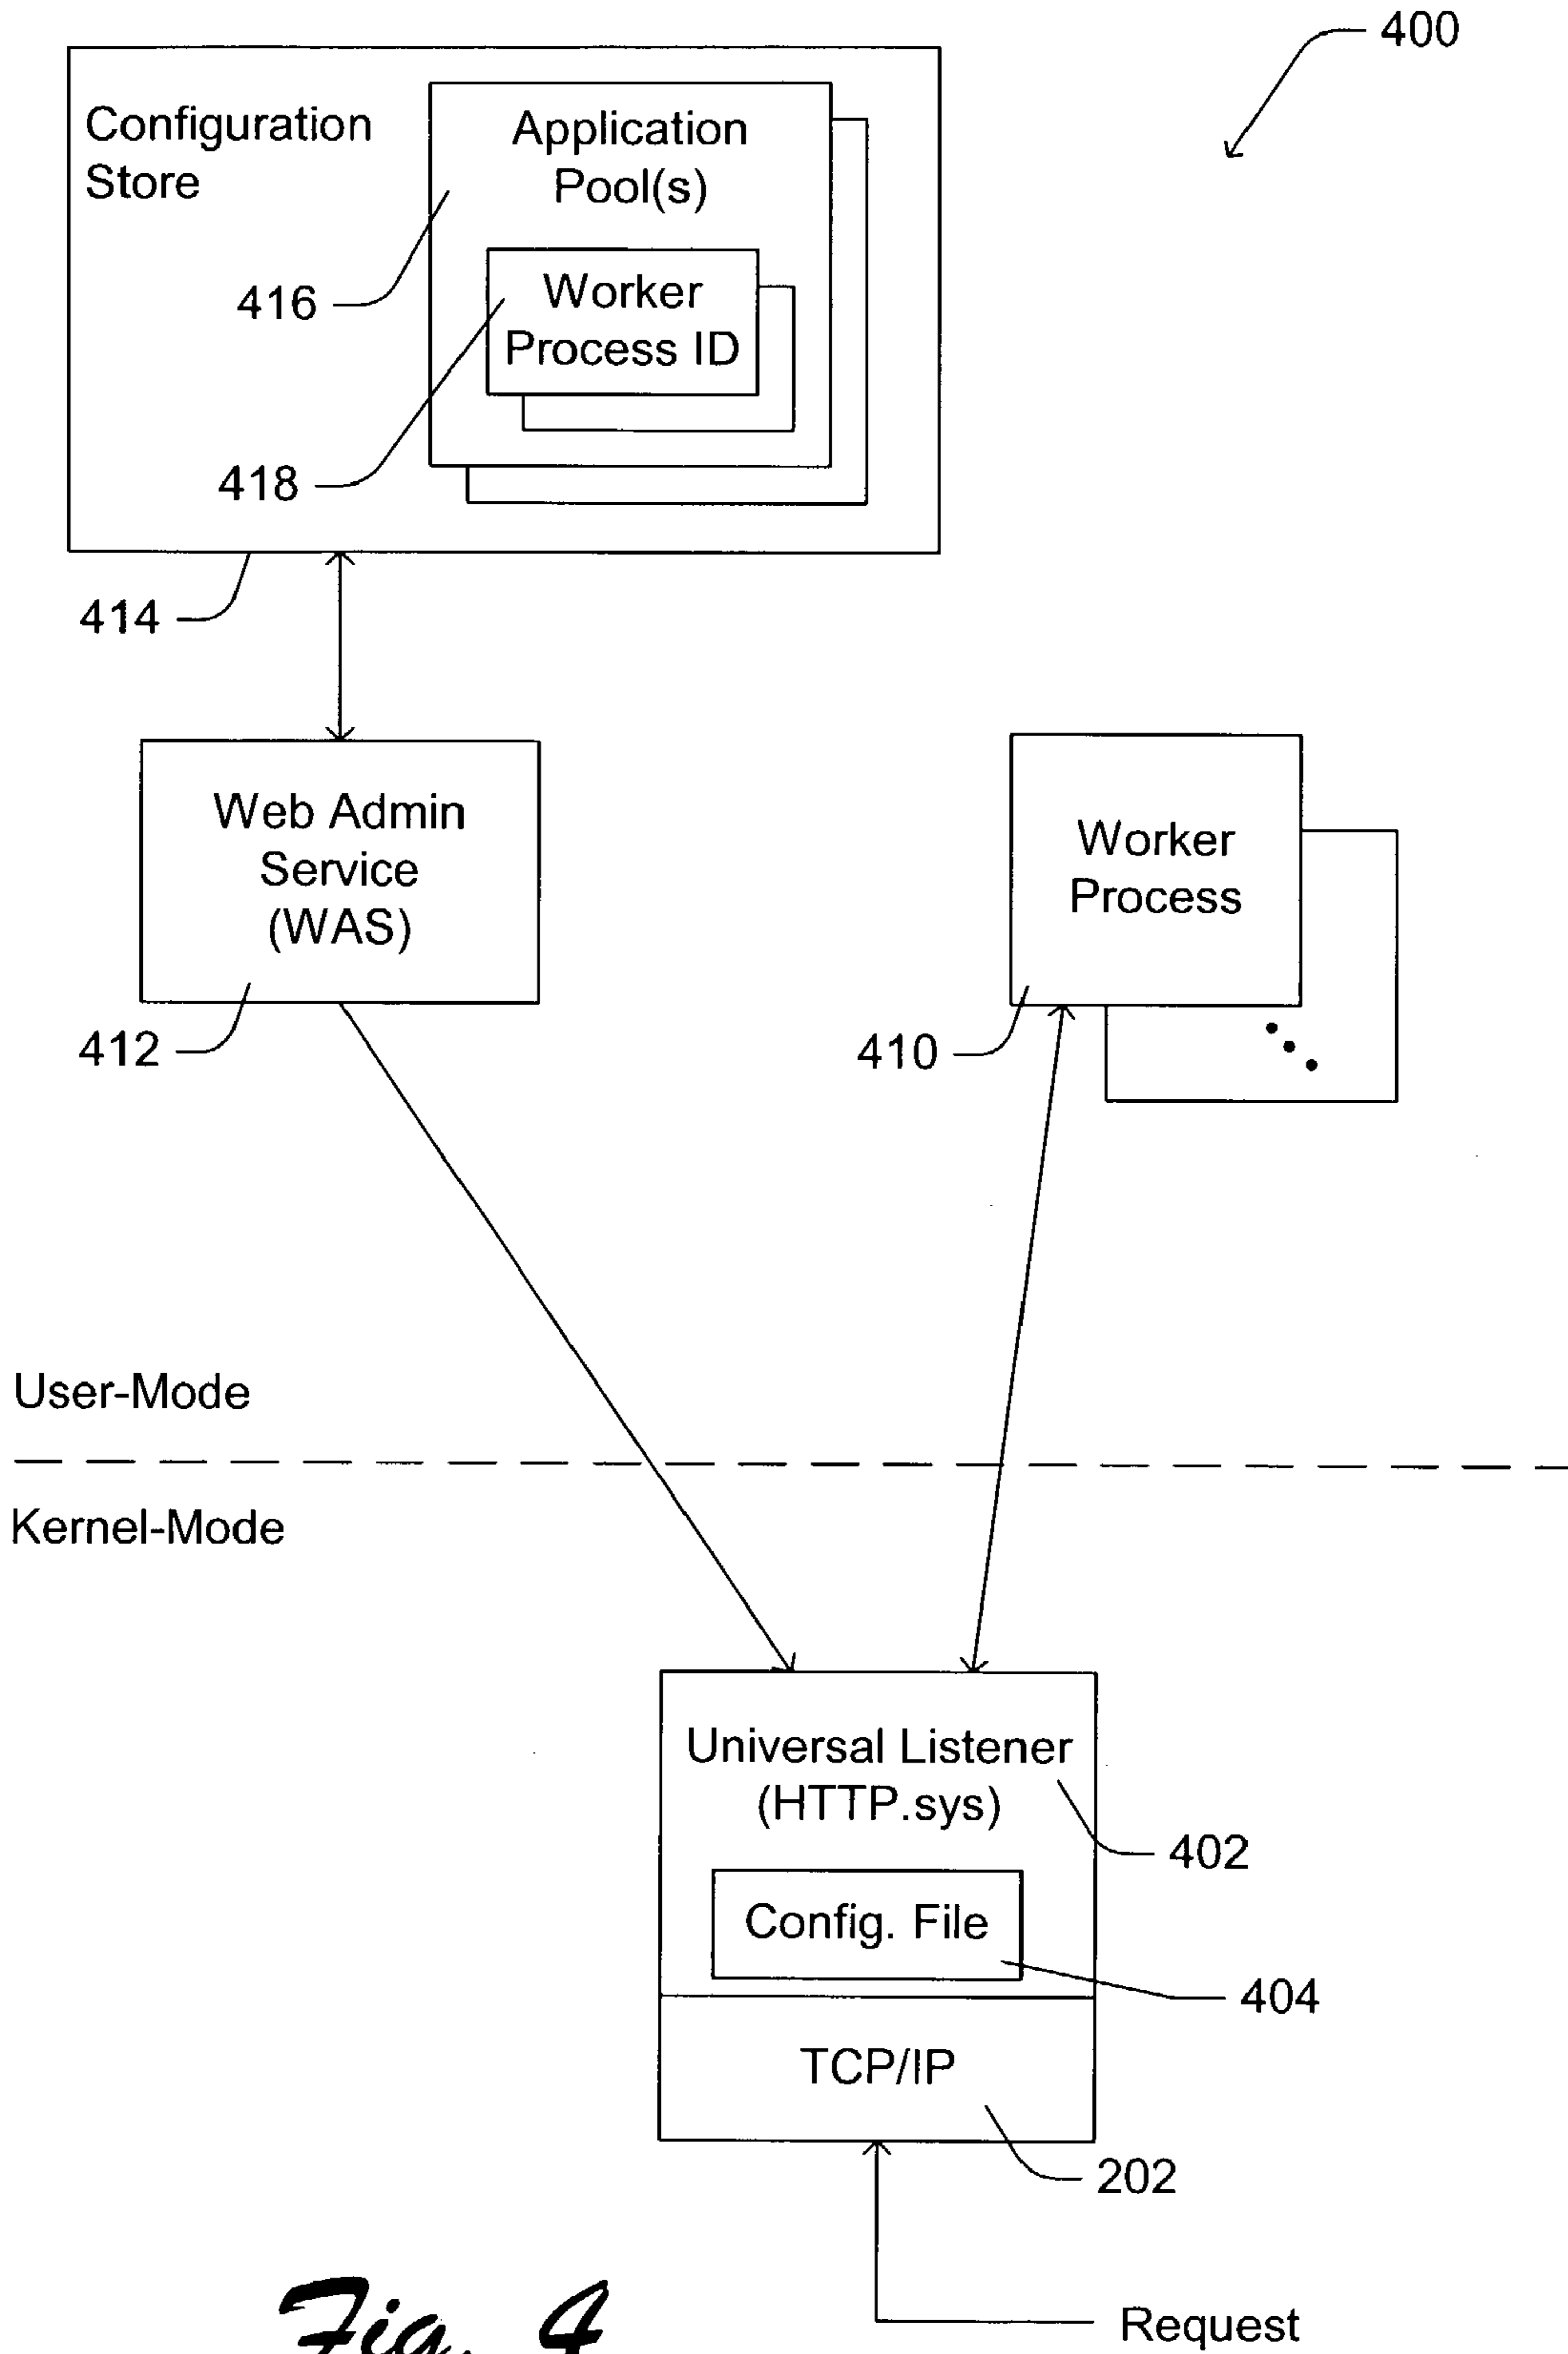 400
Configuration
Store
Application
Pool(s)
416
Worker
Process ID
418
414
Web Admin
Service
(WAS)
412
Worker
Process
410
User-Mode
Kernel-Mode
Universal Listener
(HTTP.sys)
402
Config. File
404
TCP/IP
202
Request
Fig. 4